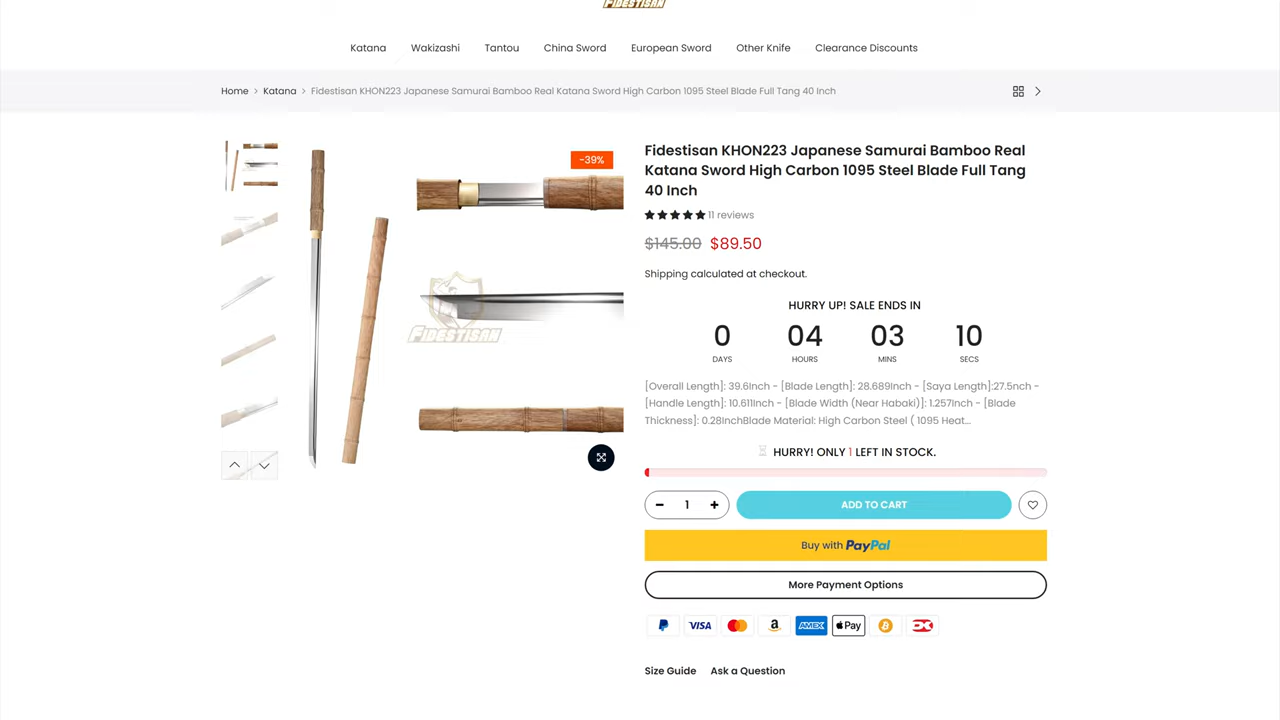 FIDESTISAN
Katana Wakizashi Tantou China Sword European Sword Other Knife Clearance Discounts
Home > Katana > Fidestisan KHON223 Japanese Samurai Bamboo Real Katana Sword High Carbon 1095 Steel Blade Full Tang 40 Inch
-39%
FIDESTISAN
Fidestisan KHON223 Japanese Samurai Bamboo Real
Katana Sword High Carbon 1095 Steel Blade Full Tang
40 Inch
11 reviews
$145.00 $89.50
Shipping calculated at checkout.
HURRY UP! SALE ENDS IN
0 04 03 10
DAYS HOURS MINS SECS
[Overall Length]: 39.6Inch - [Blade Length]: 28.689Inch - [Saya Length]:27.5nch -
[Handle Length]: 10.611Inch - [Blade Width (Near Habaki)]: 1.257Inch - [Blade
Thickness]: 0.28InchBlade Material: High Carbon Steel ( 1095 Heat...
HURRY! ONLY 1 LEFT IN STOCK.
- 1 + ADD TO CART
Buy with PayPal
More Payment Options
VISA a AMEX Pay
Size Guide Ask a Question